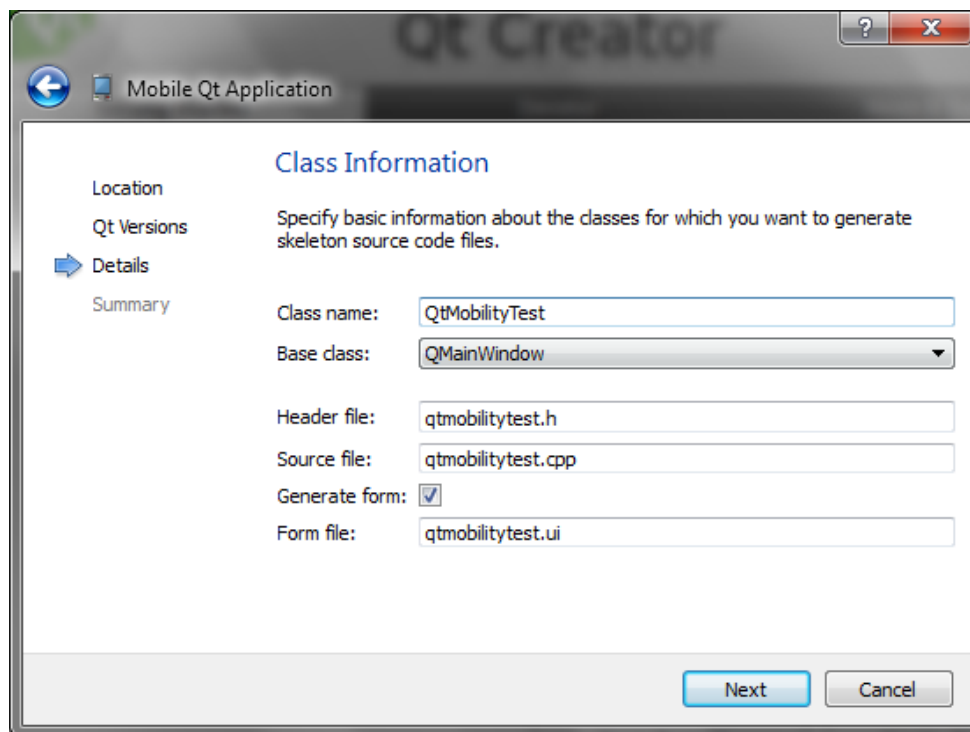 Qt Creator
?
Mobile Qt Application
Class Information
Location
Qt Versions
Details
Summary
Specify basic information about the classes for which you want to generate
skeleton source code files.
Class name: QtMobilityTest
Base class: QMainWindow
Header file: qtmobilitytest.h
Source file: qtmobilitytest.cpp
Generate form:
Form file: qtmobilitytest.ui
Next Cancel